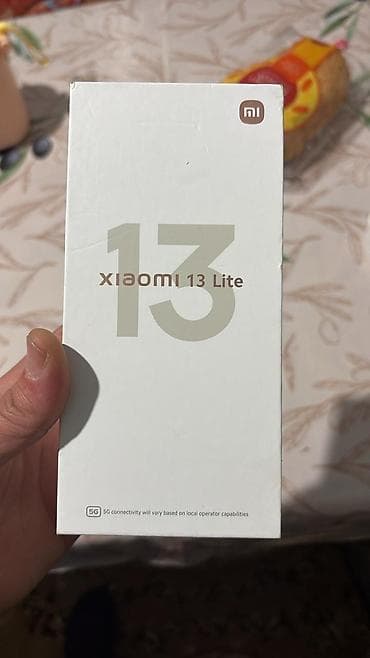 mi
13
xiaomi 13 Lite
5G 5G connectivity will vary based on local operator capabilities